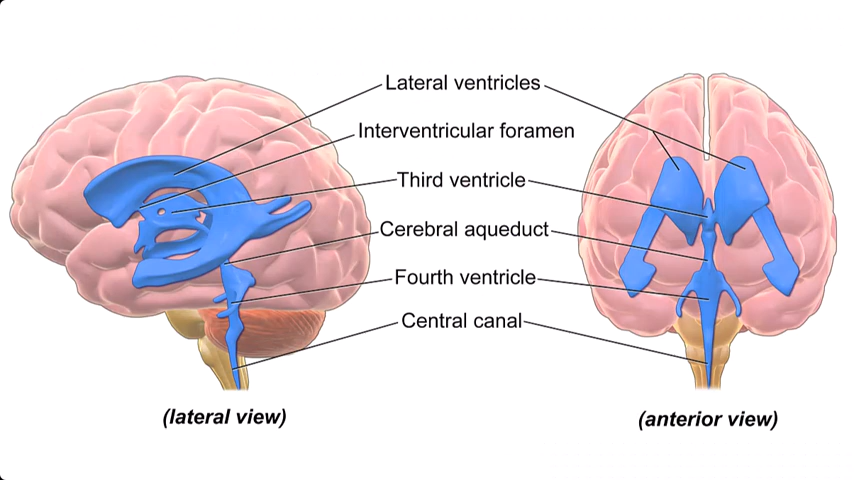 Lateral ventricles
Interventricular foramen
Third ventricle
Cerebral aqueduct
Fourth ventricle
Central canal
(lateral view)
(anterior view)